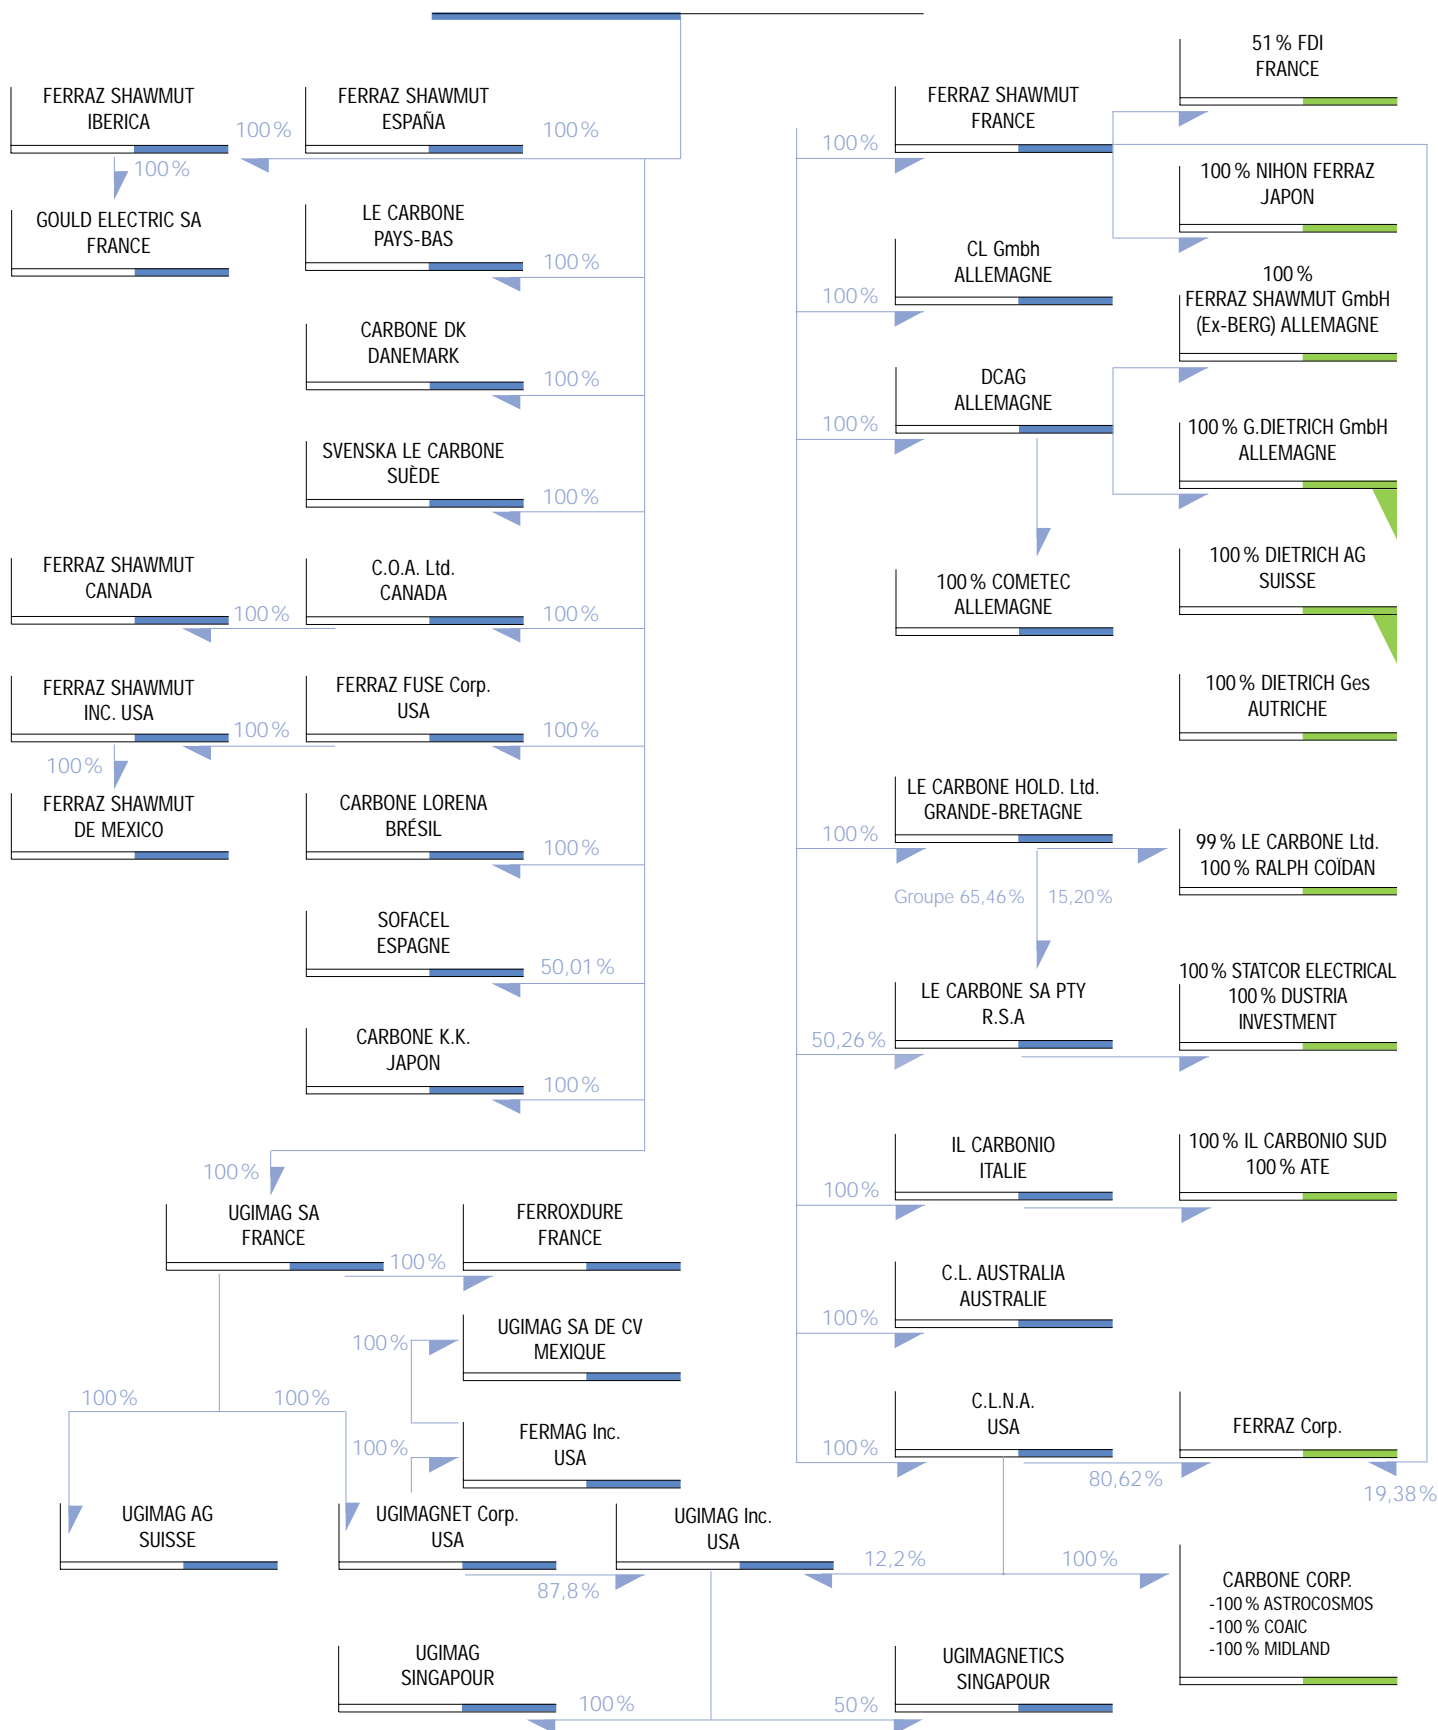 FERRAZ SHAWMUT
IBERICA
100%
FERRAZ SHAWMUT
ESPAÑA
100%
100%
GOULD ELECTRIC SA
FRANCE
LE CARBONE
PAYS-BAS
100%
CARBONE DK
DANEMARK
100%
SVENSKA LE CARBONE
SUÈDE
100%
FERRAZ SHAWMUT
CANADA
100%
C.O.A. Ltd.
CANADA
100%
FERRAZ SHAWMUT
INC. USA
100%
FERRAZ FUSE Corp.
USA
100%
100%
FERRAZ SHAWMUT
DE MEXICO
CARBONE LORENA
BRÉSIL
100%
SOFACEL
ESPAGNE
50,01%
CARBONE K.K.
JAPON
100%
100%
UGIMAG SA
FRANCE
100%
FERROXDURE
FRANCE
100%
UGIMAG SA DE CV
MEXIQUE
100%
100%
100%
FERMAG Inc.
USA
UGIMAG AG
SUISSE
UGIMAGNET Corp.
USA
87,8%
UGIMAG Inc.
USA
12,2%
100%
UGIMAG
SINGAPOUR
100%
50%
UGIMAGNETICS
SINGAPOUR
100%
FERRAZ SHAWMUT
FRANCE
51% FDI
FRANCE
100% NIHON FERRAZ
JAPON
100%
CL Gmbh
ALLEMAGNE
100%
FERRAZ SHAWMUT GmbH
(Ex-BERG) ALLEMAGNE
100%
DCAG
ALLEMAGNE
100% G.DIETRICH GmbH
ALLEMAGNE
100% COMETEC
ALLEMAGNE
100% DIETRICH AG
SUISSE
100% DIETRICH Ges
AUTRICHE
100%
LE CARBONE HOLD. Ltd.
GRANDE-BRETAGNE
99% LE CARBONE Ltd.
100% RALPH COÏDAN
Groupe 65,46%
15,20%
50,26%
LE CARBONE SA PTY
R.S.A
100% STATCOR ELECTRICAL
100% DUSTRIA
INVESTMENT
100%
IL CARBONIO
ITALIE
100% IL CARBONIO SUD
100% ATE
100%
C.L. AUSTRALIA
AUSTRALIE
100%
C.L.N.A.
USA
80,62%
FERRAZ Corp.
19,38%
CARBONE CORP.
-100% ASTROCOSMOS
-100% COAIC
-100% MIDLAND